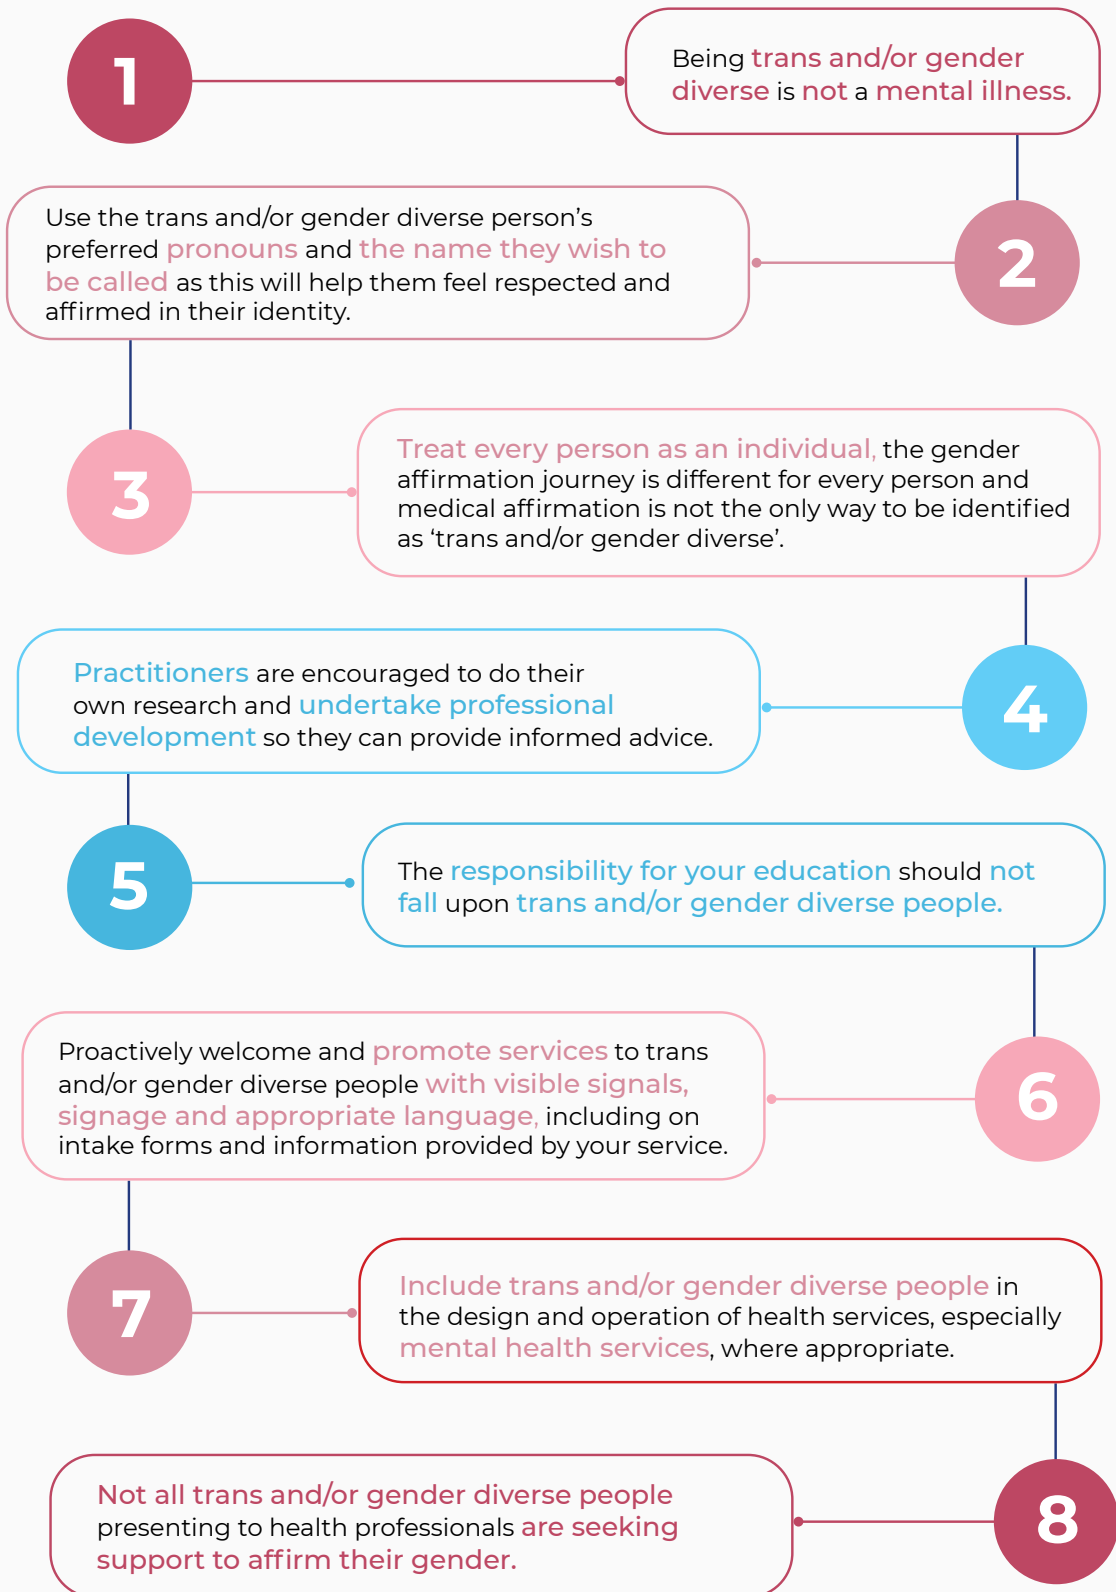 1
Being trans and/or gender
diverse is not a mental illness.
Use the trans and/or gender diverse person’s
preferred pronouns and the name they wish to
be called as this will help them feel respected and
affirmed in their identity.
2
3
Treat every person as an individual, the gender
affirmation journey is different for every person and
medical affirmation is not the only way to be identified
as ‘trans and/or gender diverse’.
Practitioners are encouraged to do their
own research and undertake professional
development so they can provide informed advice.
4
5
The responsibility for your education should not
fall upon trans and/or gender diverse people.
Proactively welcome and promote services to trans
and/or gender diverse people with visible signals,
signage and appropriate language, including on
intake forms and information provided by your service.
6
7
Include trans and/or gender diverse people in
the design and operation of health services, especially
mental health services, where appropriate.
Not all trans and/or gender diverse people
presenting to health professionals are seeking
support to affirm their gender.
8